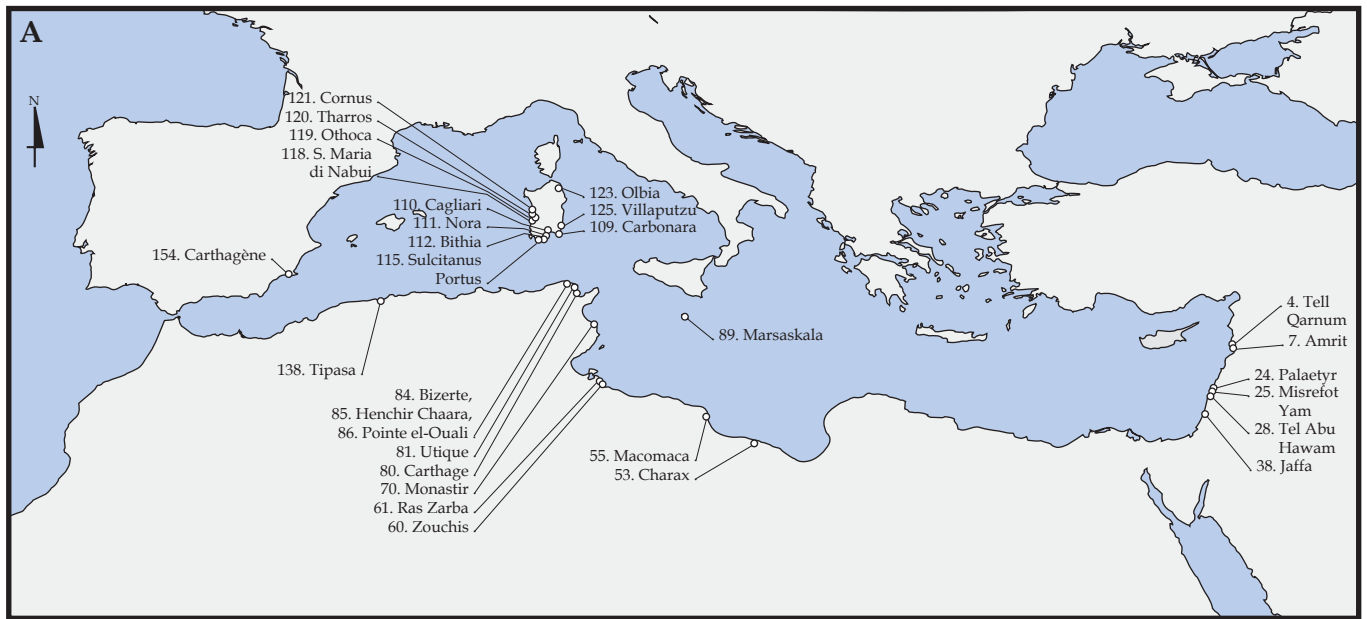 A
N
121. Cornus
120. Tharros
119. Othoca
118. S. Maria
di Nabui
110. Cagliari
111. Nora
112. Bithia
115. Sulcitanus
Portus
123. Olbia
125. Villaputzu
109. Carbonara
154. Carthagène
138. Tipasa
89. Marsaskala
84. Bizerte,
85. Henchir Chaara,
86. Pointe el-Ouali
81. Utique
80. Carthage
70. Monastir
61. Ras Zarba
60. Zouchis
55. Macomaca
53. Charax
4. Tell
Qarnum
7. Amrit
24. Palaetyr
25. Misrefot
Yam
28. Tel Abu
Hawam
38. Jaffa